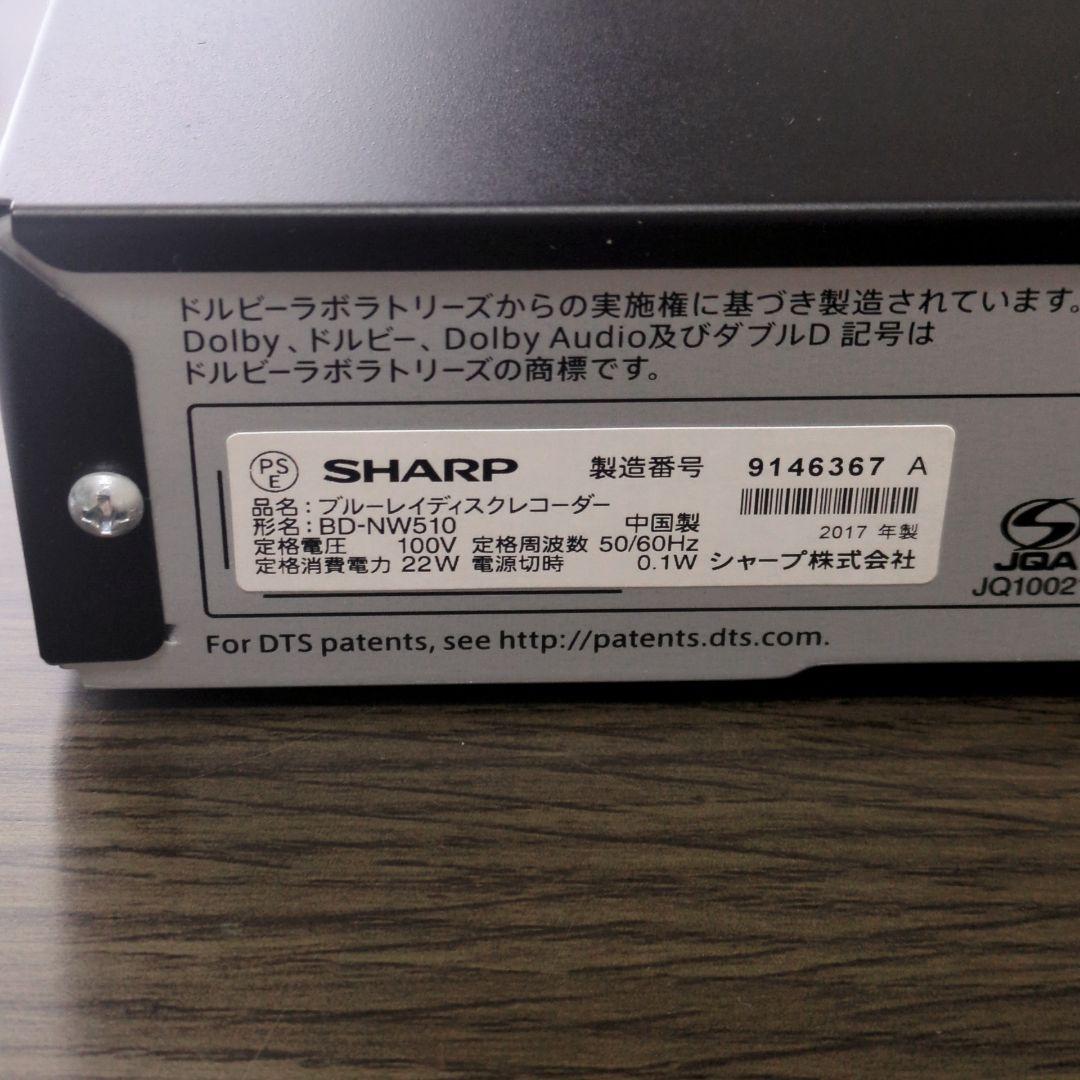 ドルビーラボラトリーズからの実施権に基づき製造されています。
Dolby、ドルビー、Dolby Audio及びダブルD 記号は
ドルビーラボラトリーズの商標です。
PS
E
SHARP 製造番号 9146367 A
品名：ブルーレイディスクレコーダー
形名：BD-NW510 中国製 2017 年製
定格電圧 100V 定格周波数 50/60Hz
定格消費電力 22W 電源切時 0.1W シャープ株式会社
JQA
JQ1002
For DTS patents, see http://patents.dts.com.